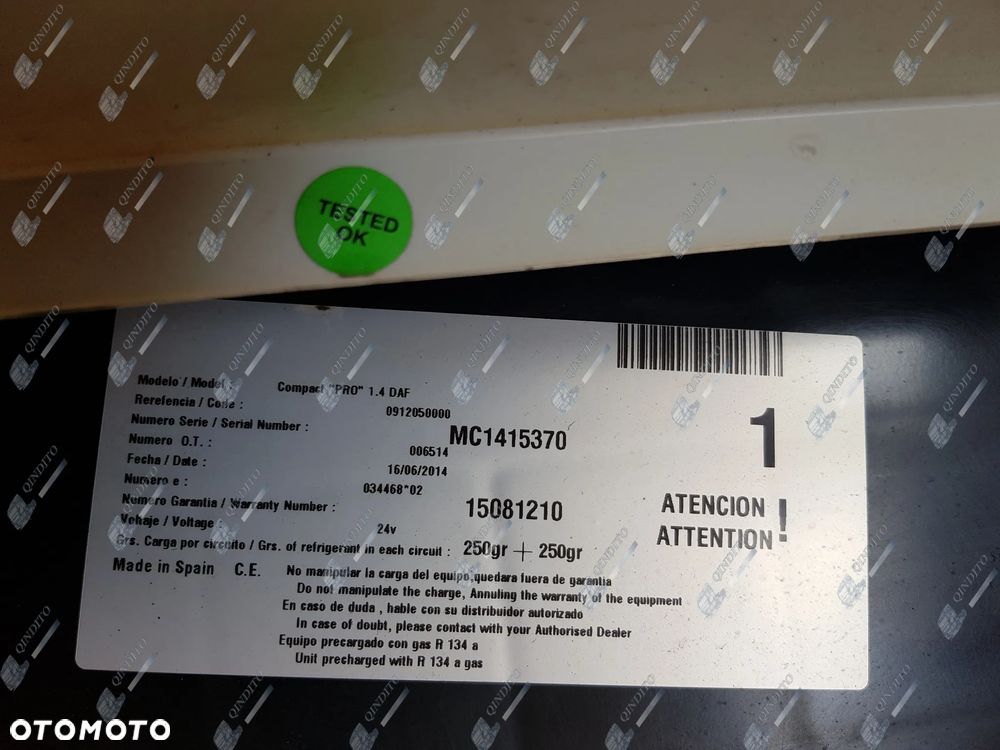 TESTED
OK
Modelo / Model : Compact "PRO" 1.4 DAF
Rerefencia / Code : 0912050000
Numero Serie / Serial Number : MC1415370
Numero O.T. : 006514
Fecha / Date : 16/06/2014
Numero e : 034468*02
Numero Garantia / Warranty Number : 15081210
Vehaje / Voltage : 24v
Grs. Carga por circuito / Grs. of refrigerant in each circuit : 250gr + 250gr
Made in Spain C.E.
No manipular la carga del equipo,quedara fuera de garantia
Do not manipulate the charge, Annuling the warranty of the equipment
En caso de duda , hable con su distribuidor autorizado
In case of doubt, please contact with your Authorised Dealer
Equipo precargado con gas R 134 a
Unit precharged with R 134 a gas
1
ATENCION
ATTENTION !
QINDITO
OTOMOTO